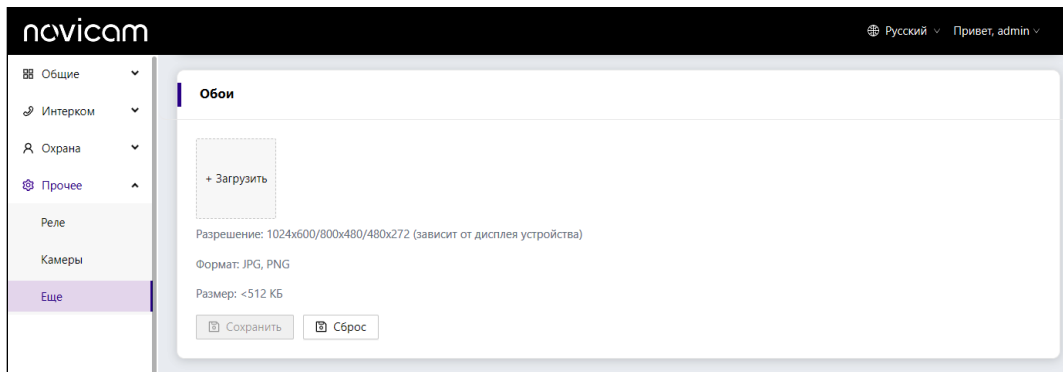 novicam
Русский Привет, admin
Общие
Интерком
Охрана
Прочее
Реле
Камеры
Еще
Обои
+ Загрузить
Разрешение: 1024x600/800x480/480x272 (зависит от дисплея устройства)
Формат: JPG, PNG
Размер: <512 КБ
Сохранить Сброс